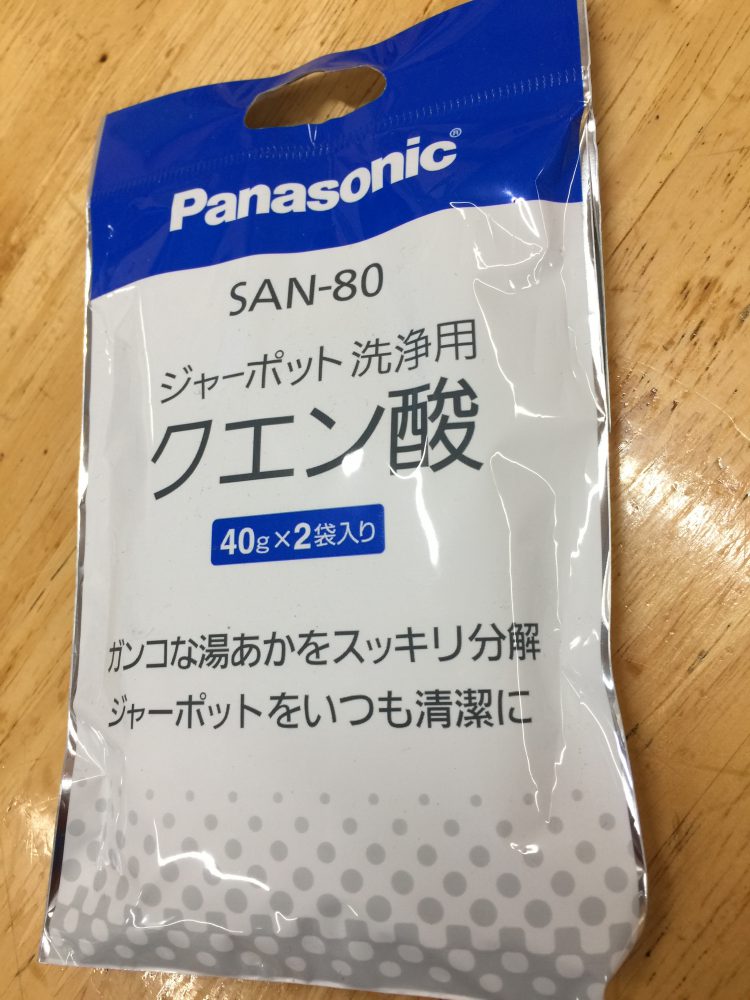 Panasonic®
SAN-80
ジャーポット 洗浄用
クエン酸
40g×2袋入り
ガンコな湯あかをスッキリ分解
ジャーポットをいつも清潔に